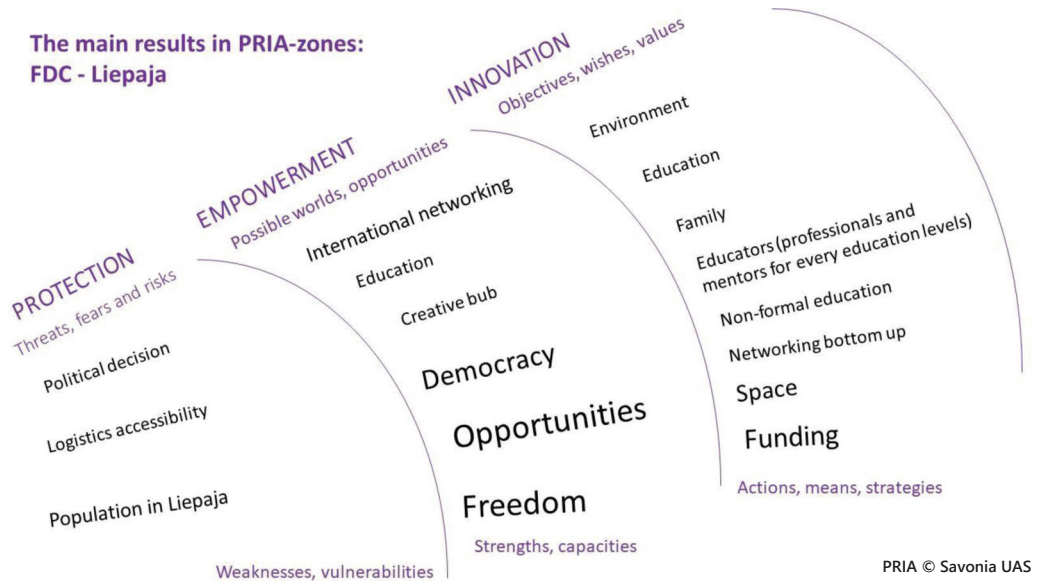 The main results in PRIA-zones:
FDC - Liepaja
PROTECTION
Threats, fears and risks
Political decision
Logistics accessibility
Population in Liepaja
Weaknesses, vulnerabilities
EMPOWERMENT
Possible worlds, opportunities
International networking
Education
Creative bub
Democracy
Opportunities
Freedom
Strengths, capacities
INNOVATION
Objectives, wishes, values
Environment
Education
Family
Educators (professionals and
mentors for every education levels)
Non-formal education
Networking bottom up
Space
Funding
Actions, means, strategies
PRIA © Savonia UAS